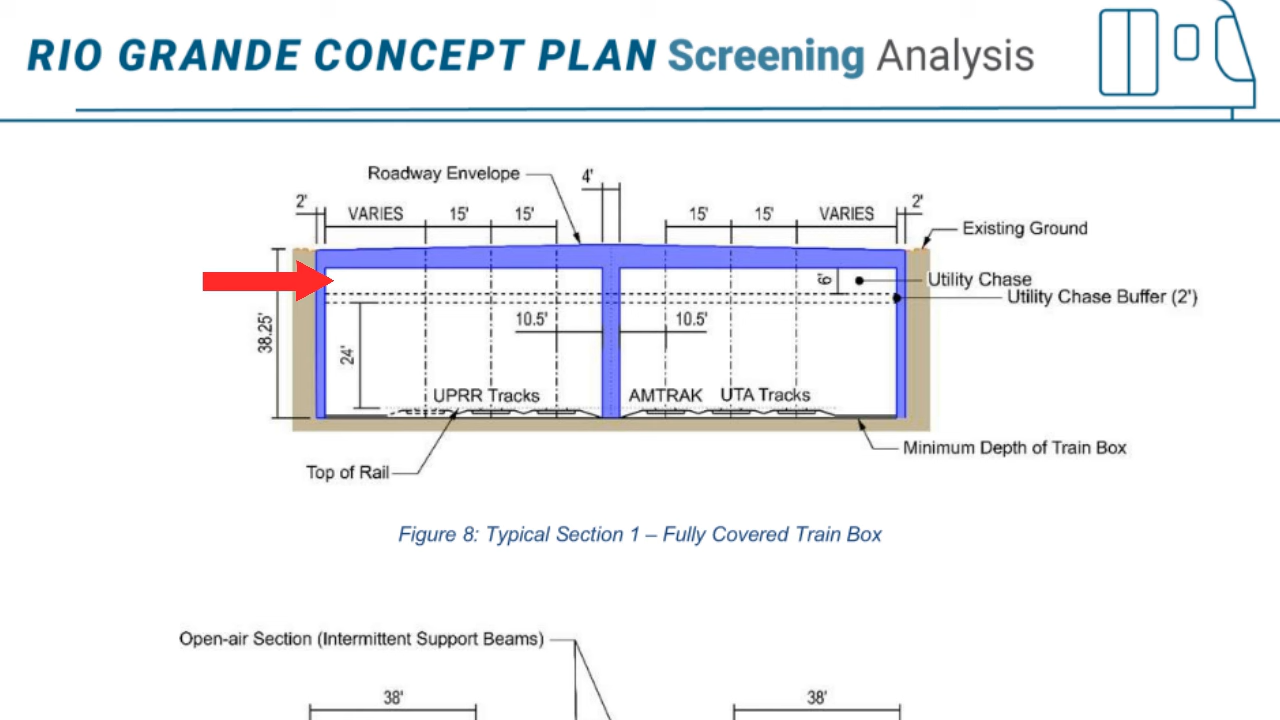 RIO GRANDE CONCEPT PLAN Screening Analysis
Roadway Envelope
4'
2'
VARIES
15'
15'
15'
15'
VARIES
2'
Existing Ground
6'
Utility Chase
Utility Chase Buffer (2')
38.25'
24'
10.5'
10.5'
UPRR Tracks
AMTRAK
UTA Tracks
Minimum Depth of Train Box
Top of Rail
Figure 8: Typical Section 1 – Fully Covered Train Box
Open-air Section (Intermittent Support Beams)
38'
38'